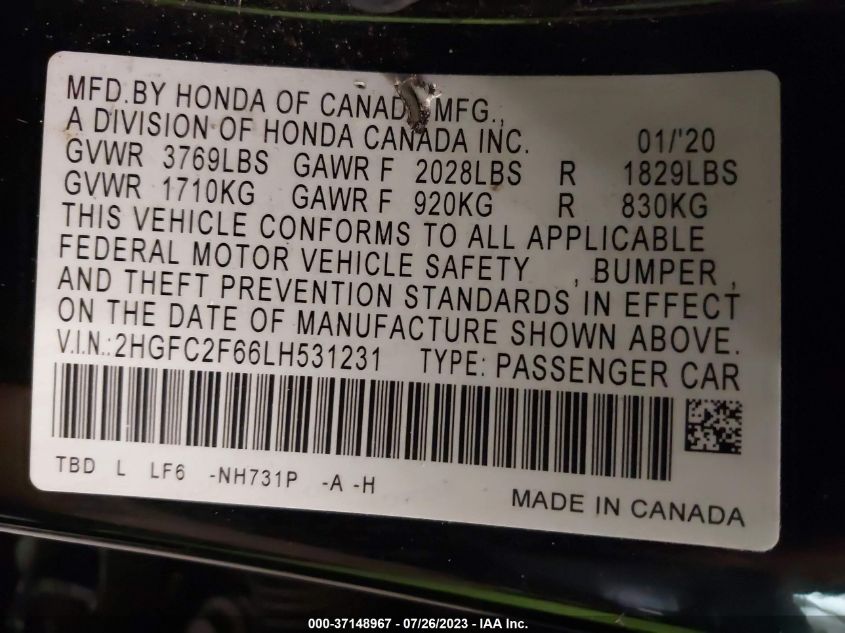 MFD.BY HONDA OF CANADA MFG.,
A DIVISION OF HONDA CANADA INC. 01/'20
GVWR 3769LBS GAWR F 2028LBS R 1829LBS
GVWR 1710KG GAWR F 920KG R 830KG
THIS VEHICLE CONFORMS TO ALL APPLICABLE
FEDERAL MOTOR VEHICLE SAFETY , BUMPER ,
AND THEFT PREVENTION STANDARDS IN EFFECT
ON THE DATE OF MANUFACTURE SHOWN ABOVE.
V.I.N.:2HGFC2F66LH531231 TYPE: PASSENGER CAR
TBD L LF6 -NH731P -A -H
MADE IN CANADA
000-37148967 / 07/26/2023 - IAA Inc.